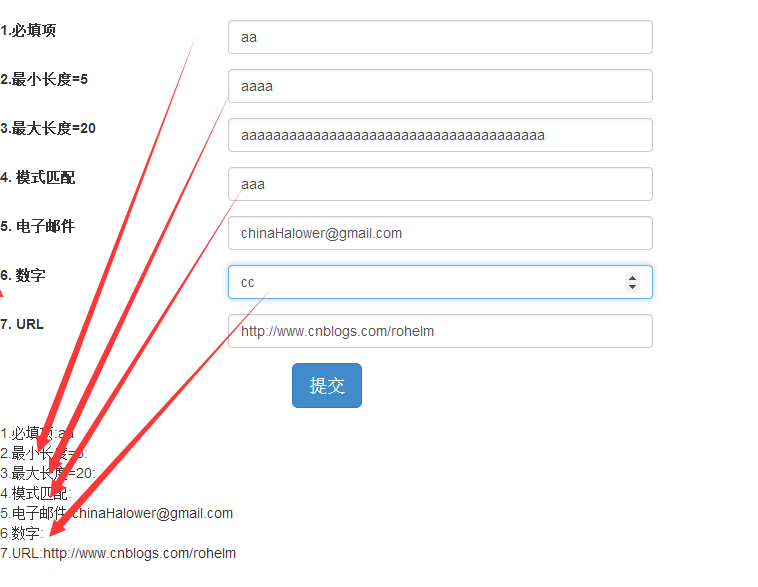 1.必填项
aa
2.最小长度=5
aaaa
3.最大长度=20
aaaaaaaaaaaaaaaaaaaaaaaaaaaaaaaaaaaaaa
4. 模式匹配
aaa
5. 电子邮件
chinaHalower@gmail.com
6. 数字
cc
7. URL
http://www.cnblogs.com/rohelm
提交
1.必填项:aa
2.最小长度=5:
3.最大长度=20:
4.模式匹配:
5.电子邮件:chinaHalower@gmail.com
6.数字:
7.URL:http://www.cnblogs.com/rohelm